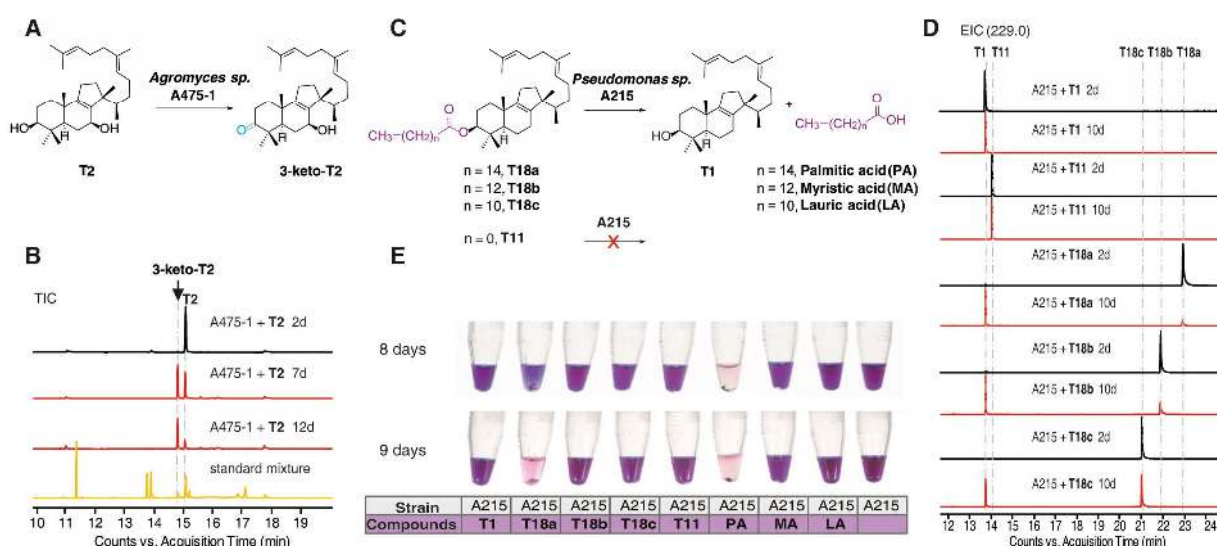 A
Agromyces sp.
A475-1
HO
H
OH
T2
O
H
OH
3-keto-T2
B
3-keto-T2
TIC
T2
A475-1 + T2 2d
A475-1 + T2 7d
A475-1 + T2 12d
standard mixture
10 11 12 13 14 15 16 17 18 19 20
Counts vs. Acquisition Time (min)
C
Pseudomonas sp.
A215
O
CH₃-(CH₂)n
O
H
HO
H
+
O
CH₃-(CH₂)n
OH
T1
n = 14, T18a
n = 12, T18b
n = 10, T18c
n = 14, Palmitic acid (PA)
n = 12, Myristic acid (MA)
n = 10, Lauric acid (LA)
n = 0, T11
A215
X
D
EIC (229.0)
T1 T11 T18c T18b T18a
A215 + T1 2d
A215 + T1 10d
A215 + T11 2d
A215 + T11 10d
A215 + T18a 2d
A215 + T18a 10d
A215 + T18b 2d
A215 + T18b 10d
A215 + T18c 2d
A215 + T18c 10d
12 13 14 15 16 17 18 19 20 21 22 23 24
Counts vs. Acquisition Time (min)
E
8 days
9 days
Strain A215 A215 A215 A215 A215 A215 A215 A215 A215
Compounds T1 T18a T18b T18c T11 PA MA LA